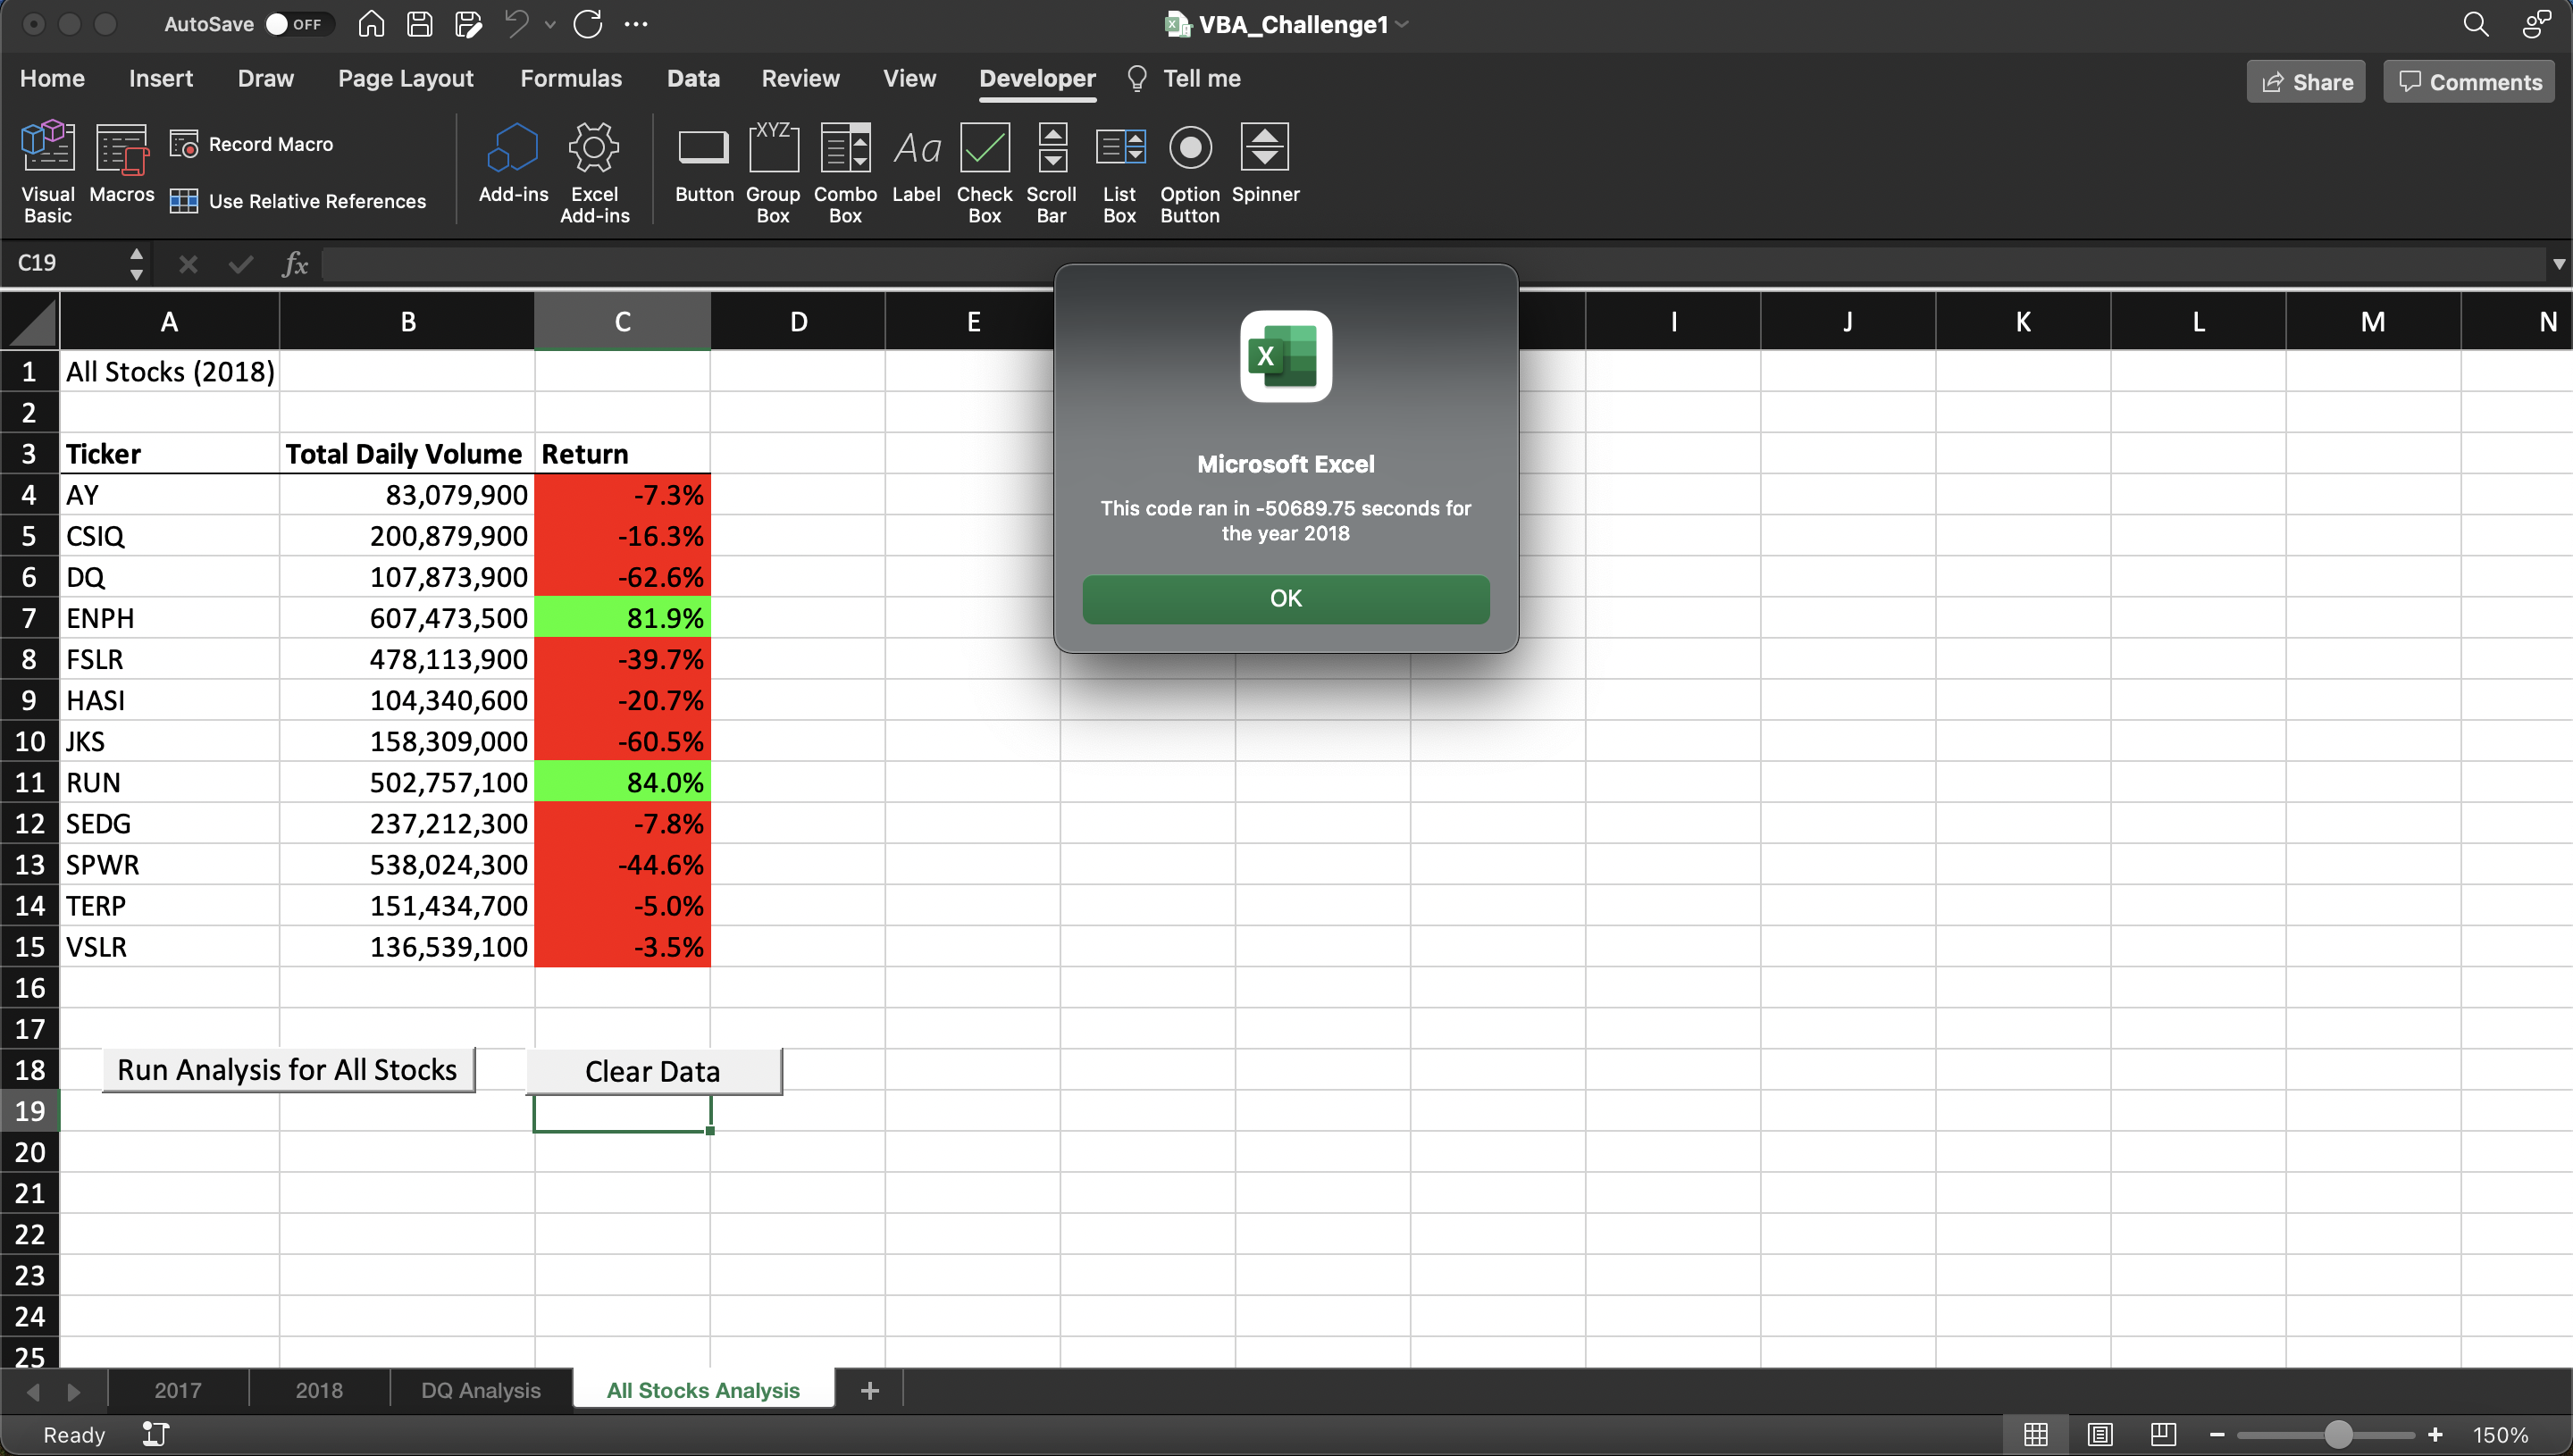 AutoSave OFF
VBA_Challenge1
Home Insert Draw Page Layout Formulas Data Review View Developer Tell me
Share Comments
Visual Basic
Macros
Record Macro
Use Relative References
Add-ins
Excel Add-ins
XYZ
Aa
Button
Group Box
Combo Box
Label
Check Box
Scroll Bar
List Box
Option Button
Spinner
C19 fx
A B C D E I J K L M N
1 All Stocks (2018)
2
3 Ticker Total Daily Volume Return
4 AY 83,079,900 -7.3%
5 CSIQ 200,879,900 -16.3%
6 DQ 107,873,900 -62.6%
7 ENPH 607,473,500 81.9%
8 FSLR 478,113,900 -39.7%
9 HASI 104,340,600 -20.7%
10 JKS 158,309,000 -60.5%
11 RUN 502,757,100 84.0%
12 SEDG 237,212,300 -7.8%
13 SPWR 538,024,300 -44.6%
14 TERP 151,434,700 -5.0%
15 VSLR 136,539,100 -3.5%
16
17
18 Run Analysis for All Stocks Clear Data
19
20
21
22
23
24
25
X
Microsoft Excel
This code ran in -50689.75 seconds for
the year 2018
OK
2017 2018 DQ Analysis All Stocks Analysis +
Ready
150%